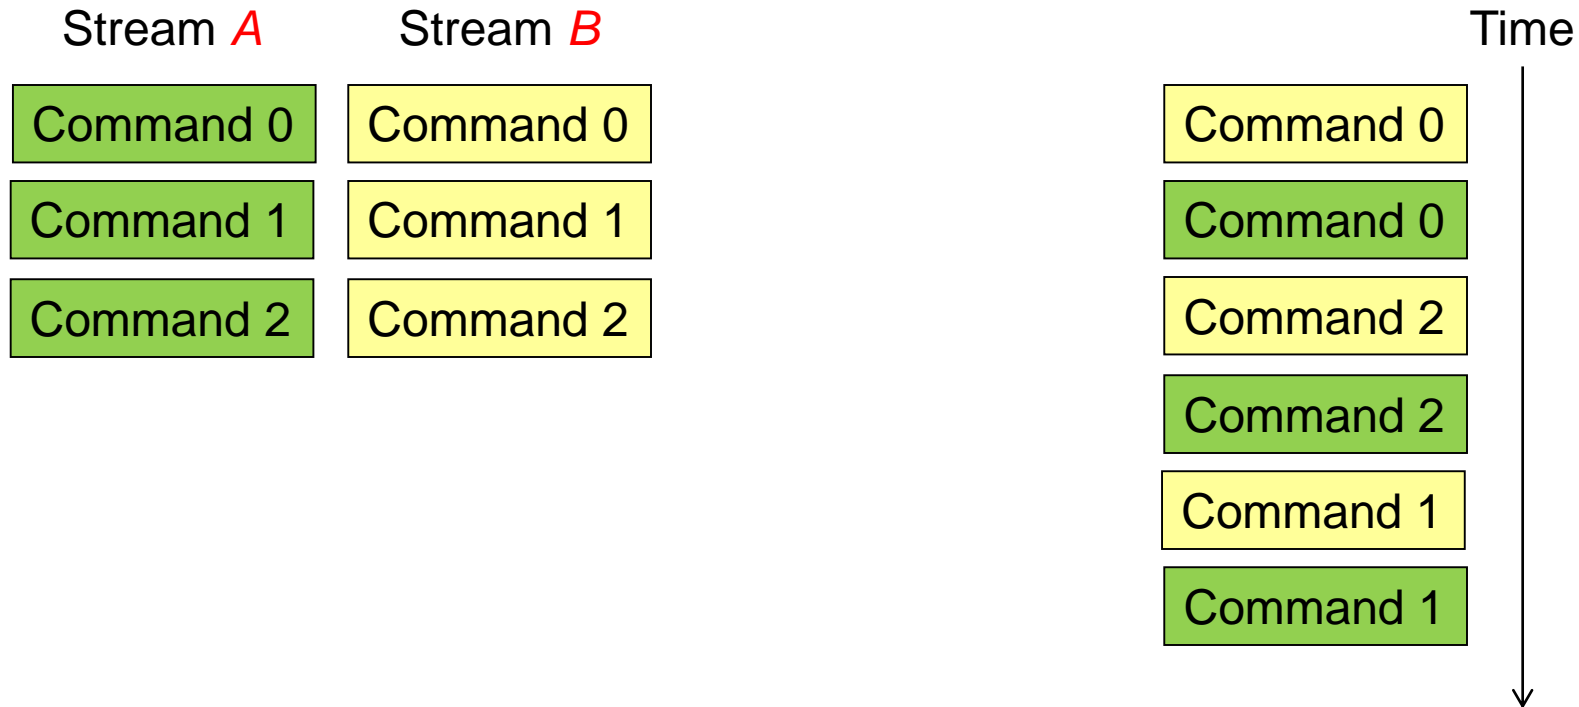 Stream A Stream B Time
Command 0 Command 0 Command 0
Command 1 Command 1 Command 0
Command 2 Command 2 Command 2
Command 2
Command 1
Command 1